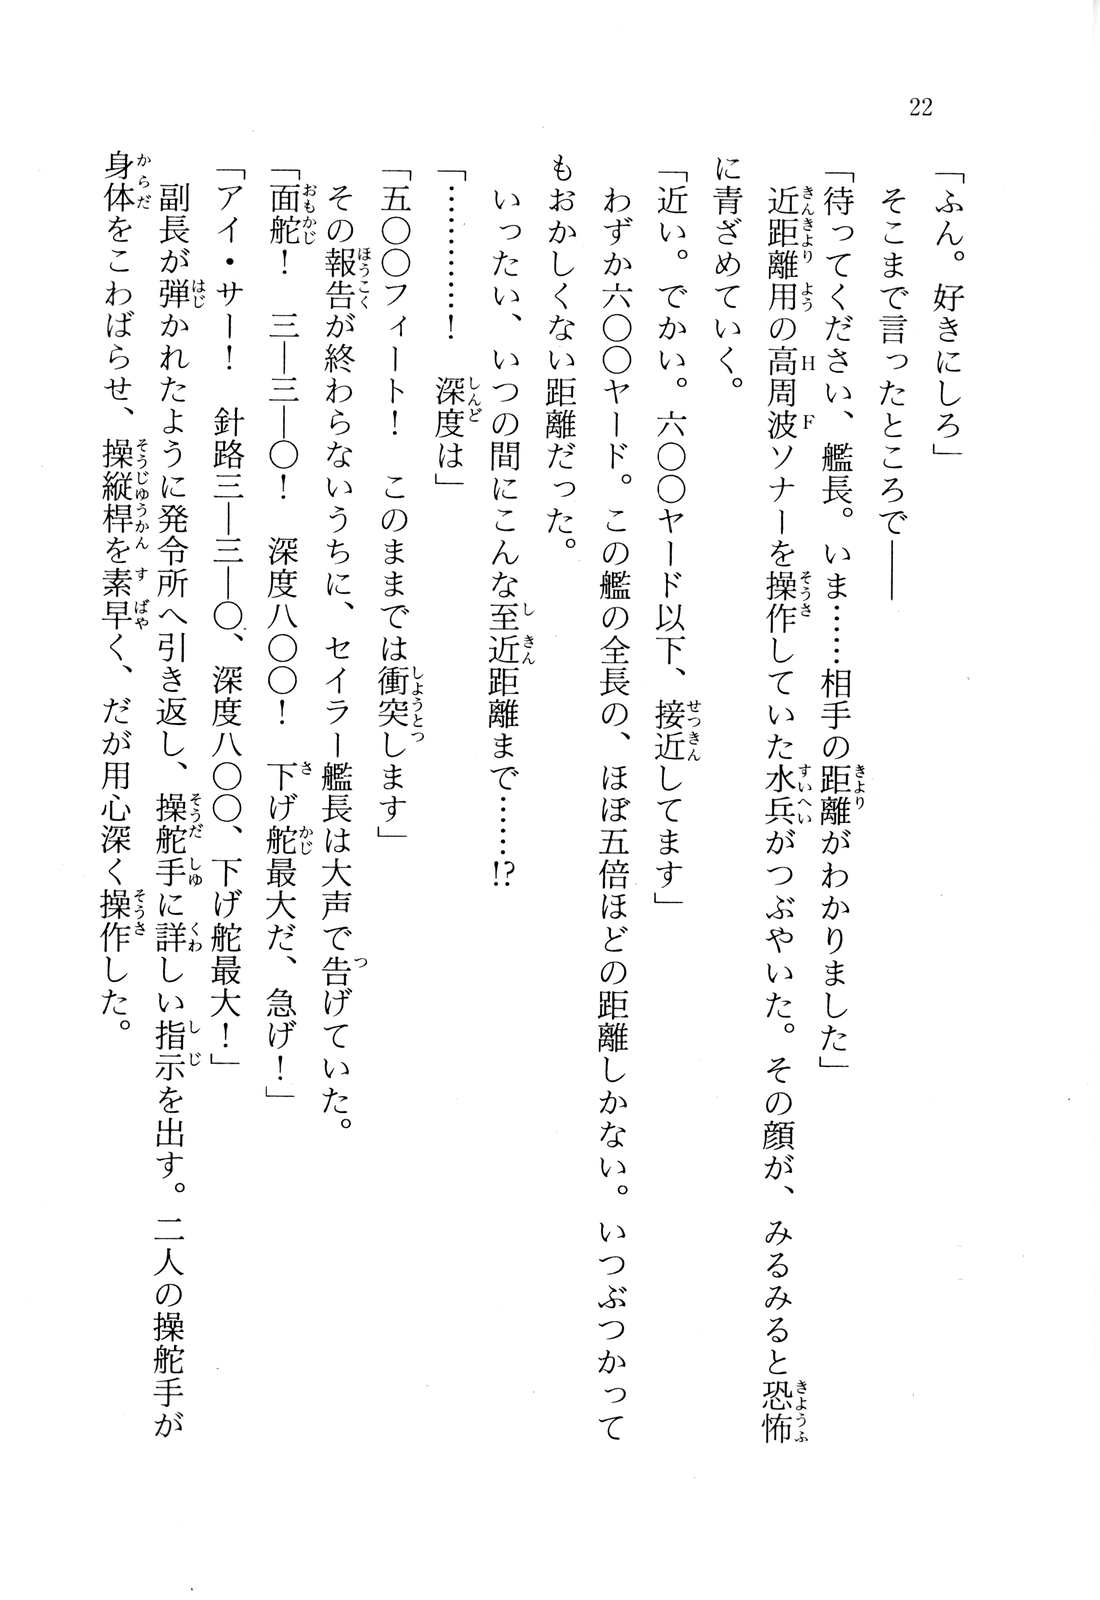 22
「ふん。好きにしろ」
そこまで言ったところで――
「待ってください、艦長。いま……相手の距離がわかりました」
近距離用の高周波ソナーを操作していた水兵がつぶやいた。その顔が、みるみると恐怖
に青ざめていく。
「近い。でかい。六〇〇ヤード以下、接近してます」
わずか六〇〇ヤード。この艦の全長の、ほぼ五倍ほどの距離しかない。いつぶつかって
もおかしくない距離だった。
いったい、いつの間にこんな至近距離まで……!?
「…………！　深度は」
「五〇〇フィート！　このままでは衝突します」
その報告が終わらないうちに、セイラー艦長は大声で告げていた。
「面舵！　三―三―〇！　深度八〇〇！　下げ舵最大だ、急げ！」
「アイ・サー！　針路三―三―〇、深度八〇〇、下げ舵最大！」
副長が弾かれたように発令所へ引き返し、操舵手に詳しい指示を出す。二人の操舵手が
身体をこわばらせ、操縦桿を素早く、だが用心深く操作した。